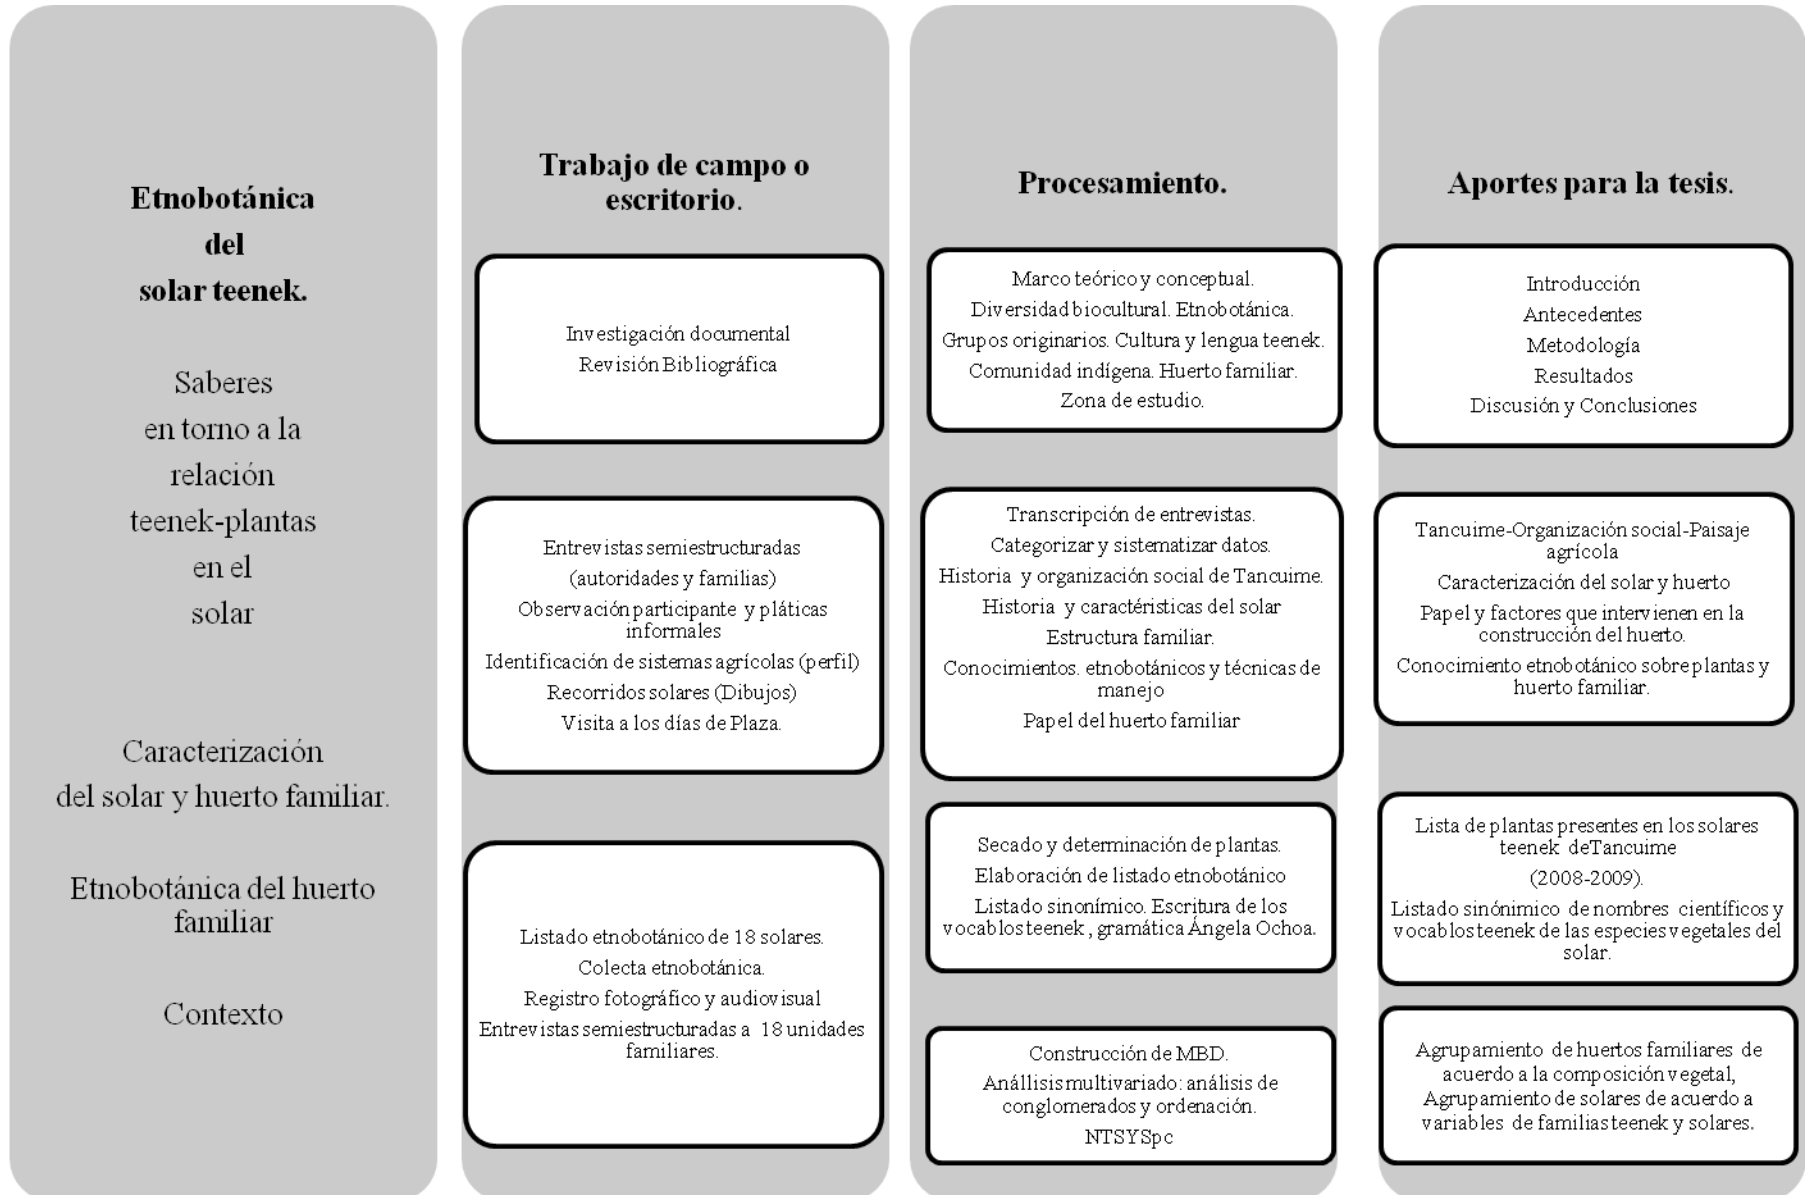 Etnobotánica
del
solar teenek.
Saberes
en torno a la
relación
teenek-plantas
en el
solar
Caracterización
del solar y huerto familiar.
Etnobotánica del huerto
familiar
Contexto
Trabajo de campo o
escritorio.
Investigación documental
Revisión Bibliográfica
Entrevistas semiestructuradas
(autoridades y familias)
Observación participante y pláticas
informales
Identificación de sistemas agrícolas (perfil)
Recorridos solares (Dibujos)
Visita a los días de Plaza.
Listado etnobotánico de 18 solares.
Colecta etnobotánica.
Registro fotográfico y audiovisual
Entrevistas semiestructuradas a 18 unidades
familiares.
Procesamiento.
Marco teórico y conceptual.
Diversidad biocultural. Etnobotánica.
Grupos originarios. Cultura y lengua teenek.
Comunidad indígena. Huerto familiar.
Zona de estudio.
Transcripción de entrevistas.
Categorizar y sistematizar datos.
Historia y organización social de Tancuime.
Historia y caractéristicas del solar
Estructura familiar.
Conocimientos. etnobotánicos y técnicas de
manejo
Papel del huerto familiar
Secado y determinación de plantas.
Elaboración de listado etnobotánico
Listado sinonímico. Escritura de los
vocablos teenek , gramática Ángela Ochoa.
Construcción de MBD.
Anállisis multivariado: análisis de
conglomerados y ordenación.
NTSYSpc
Aportes para la tesis.
Introducción
Antecedentes
Metodología
Resultados
Discusión y Conclusiones
Tancuime-Organización social-Paisaje
agrícola
Caracterización del solar y huerto
Papel y factores que intervienen en la
construcción del huerto.
Conocimiento etnobotánico sobre plantas y
huerto familiar.
Lista de plantas presentes en los solares
teenek deTancuime
(2008-2009).
Listado sinónimico de nombres científicos y
vocablos teenek de las especies vegetales del
solar.
Agrupamiento de huertos familiares de
acuerdo a la composición vegetal,
Agrupamiento de solares de acuerdo a
variables de familias teenek y solares.